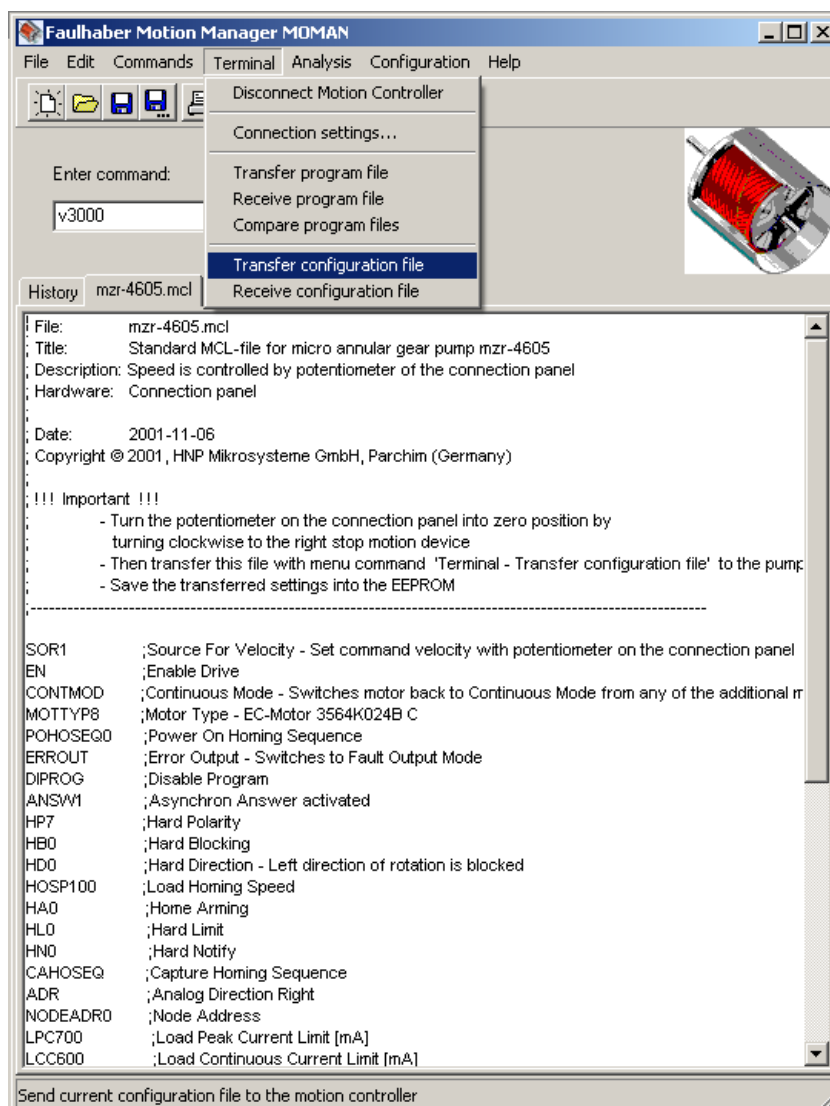 Faulhaber Motion Manager MOMAN
File Edit Commands Terminal Analysis Configuration Help
Disconnect Motion Controller
Connection settings...
Transfer program file
Receive program file
Compare program files
Transfer configuration file
Receive configuration file
Enter command:
v3000
History mzr-4605.mcl
; File: mzr-4605.mcl
; Title: Standard MCL-file for micro annular gear pump mzr-4605
; Description: Speed is controlled by potentiometer of the connection panel
; Hardware: Connection panel
;
; Date: 2001-11-06
; Copyright © 2001, HNP Mikrosysteme GmbH, Parchim (Germany)
;
; !!! Important !!!
; - Turn the potentiometer on the connection panel into zero position by
; turning clockwise to the right stop motion device
; - Then transfer this file with menu command 'Terminal - Transfer configuration file' to the pump
; - Save the transferred settings into the EEPROM
;---------------------------------------------------------------------------------------------------------------
SOR1 ;Source For Velocity - Set command velocity with potentiometer on the connection panel
EN ;Enable Drive
CONTMOD ;Continuous Mode - Switches motor back to Continuous Mode from any of the additional
MOTTYP8 ;Motor Type - EC-Motor 3564K024B C
POHOSEQ0 ;Power On Homing Sequence
ERROUT ;Error Output - Switches to Fault Output Mode
DIPROG ;Disable Program
ANSW1 ;Asynchron Answer activated
HP7 ;Hard Polarity
HB0 ;Hard Blocking
HD0 ;Hard Direction - Left direction of rotation is blocked
HOSP100 ;Load Homing Speed
HA0 ;Home Arming
HL0 ;Hard Limit
HN0 ;Hard Notify
CAHOSEQ ;Capture Homing Sequence
ADR ;Analog Direction Right
NODEADR0 ;Node Address
LPC700 ;Load Peak Current Limit [mA]
LCC600 ;Load Continuous Current Limit [mA]
Send current configuration file to the motion controller